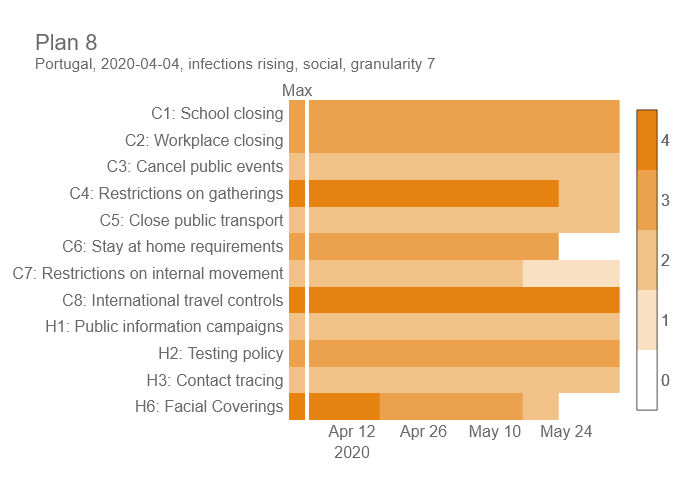 Plan 8
Portugal, 2020-04-04, infections rising, social, granularity 7
Max
C1: School closing
C2: Workplace closing
C3: Cancel public events
C4: Restrictions on gatherings
C5: Close public transport
C6: Stay at home requirements
C7: Restrictions on internal movement
C8: International travel controls
H1: Public information campaigns
H2: Testing policy
H3: Contact tracing
H6: Facial Coverings
Apr 12 Apr 26 May 10 May 24
2020
4
3
2
1
0